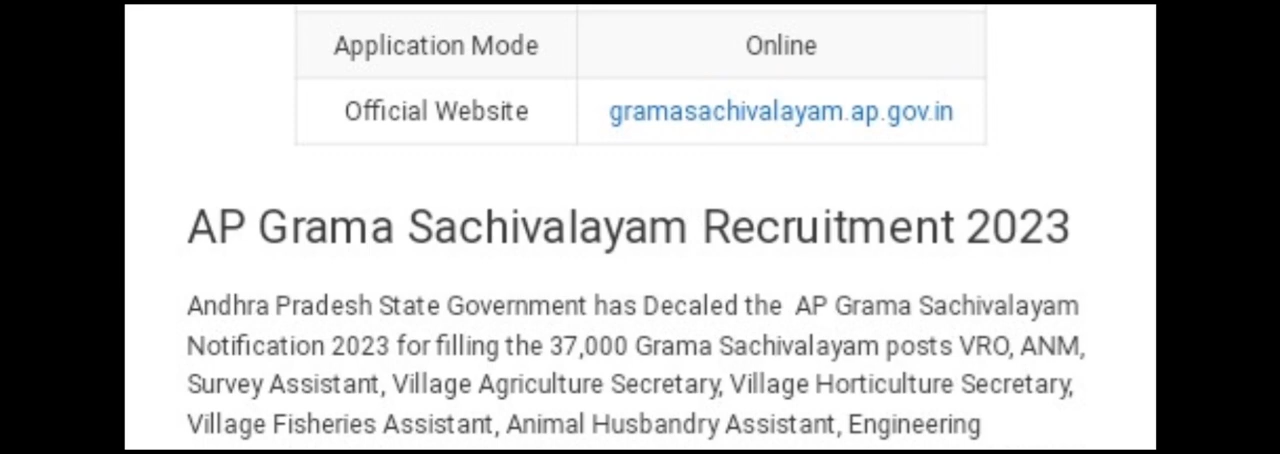 Application Mode Online
Official Website gramasachivalayam.ap.gov.in
AP Grama Sachivalayam Recruitment 2023
Andhra Pradesh State Government has Decaled the AP Grama Sachivalayam
Notification 2023 for filling the 37,000 Grama Sachivalayam posts VRO, ANM,
Survey Assistant, Village Agriculture Secretary, Village Horticulture Secretary,
Village Fisheries Assistant, Animal Husbandry Assistant, Engineering